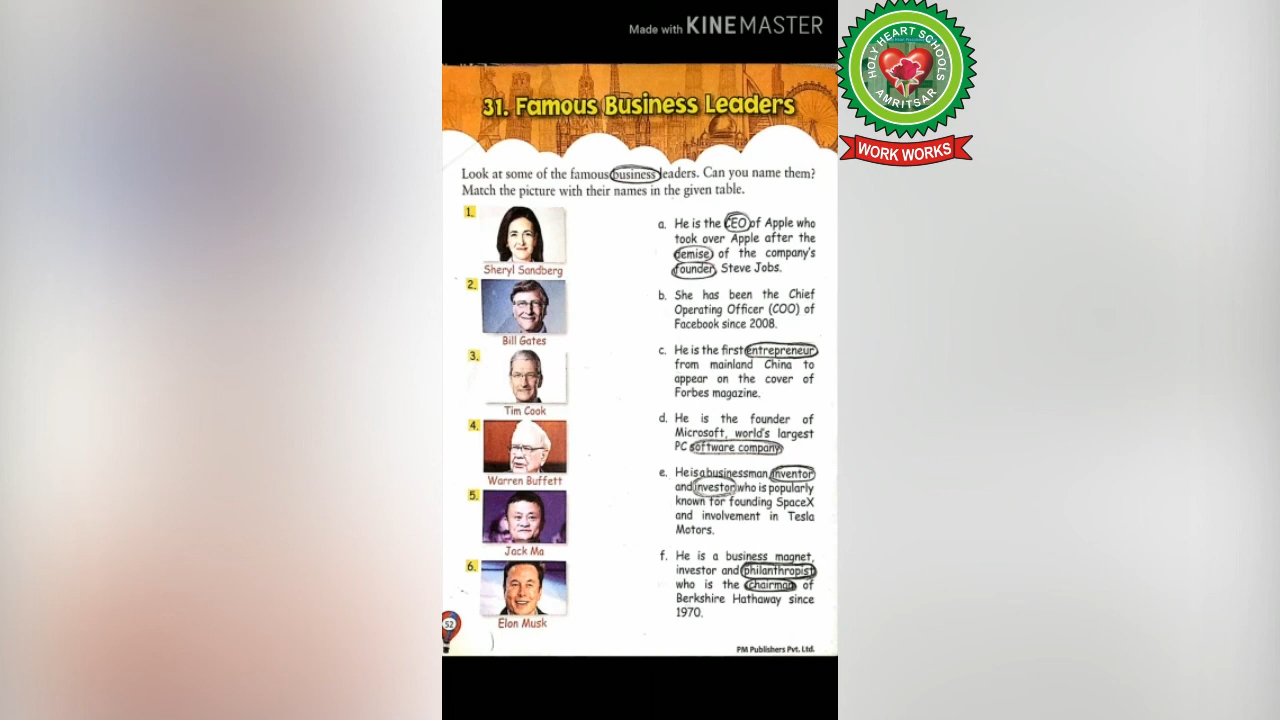 Made with KINEMASTER
HOLY HEART SCHOOLS
AMRITSAR
WORK WORKS
31. Famous Business Leaders
Look at some of the famous business leaders. Can you name them?
Match the picture with their names in the given table.
1.
Sheryl Sandberg
2.
Bill Gates
3.
Tim Cook
4.
Warren Buffett
5.
Jack Ma
6.
Elon Musk
a. He is the CEO of Apple who
took over Apple after the
demise of the company's
founder, Steve Jobs.
b. She has been the Chief
Operating Officer (COO) of
Facebook since 2008.
c. He is the first entrepreneur
from mainland China to
appear on the cover of
Forbes magazine.
d. He is the founder of
Microsoft, world's largest
PC software company
e. He is a businessman, inventor
and investor who is popularly
known for founding SpaceX
and involvement in Tesla
Motors.
f. He is a business magnet,
investor and philanthropist
who is the chairman of
Berkshire Hathaway since
1970.
52
PM Publishers Pvt. Ltd.